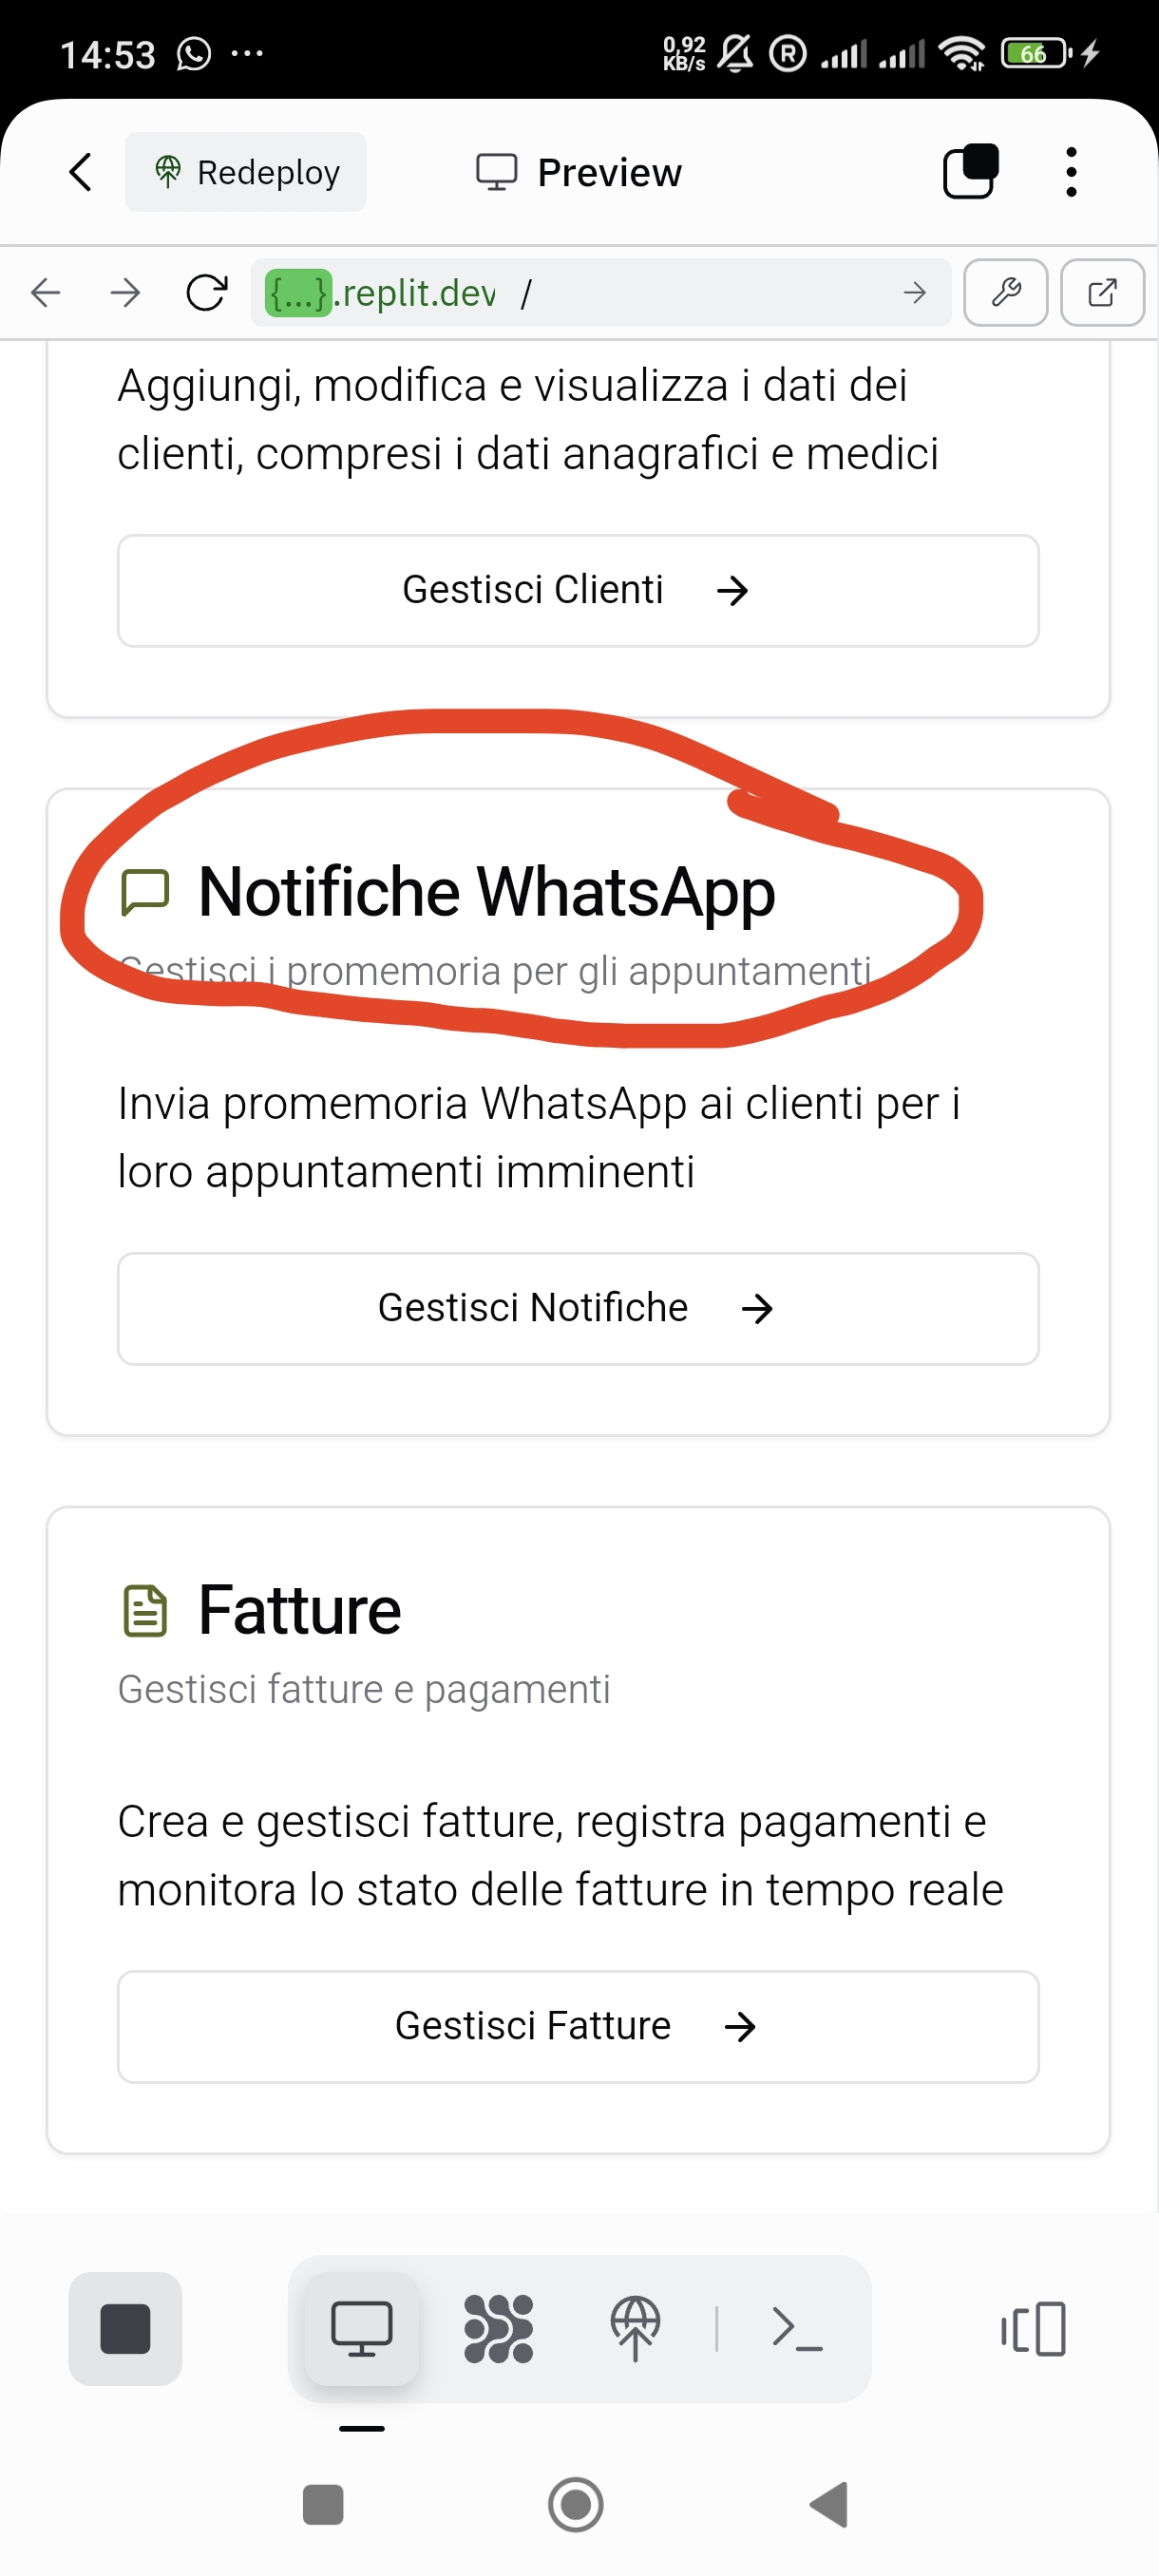 14:53
0,92
KB/s
R
66
Redeploy
Preview
{...}.replit.dev /
Aggiungi, modifica e visualizza i dati dei
clienti, compresi i dati anagrafici e medici
Gestisci Clienti →
Notifiche WhatsApp
Gestisci i promemoria per gli appuntamenti
Invia promemoria WhatsApp ai clienti per i
loro appuntamenti imminenti
Gestisci Notifiche →
Fatture
Gestisci fatture e pagamenti
Crea e gestisci fatture, registra pagamenti e
monitora lo stato delle fatture in tempo reale
Gestisci Fatture →